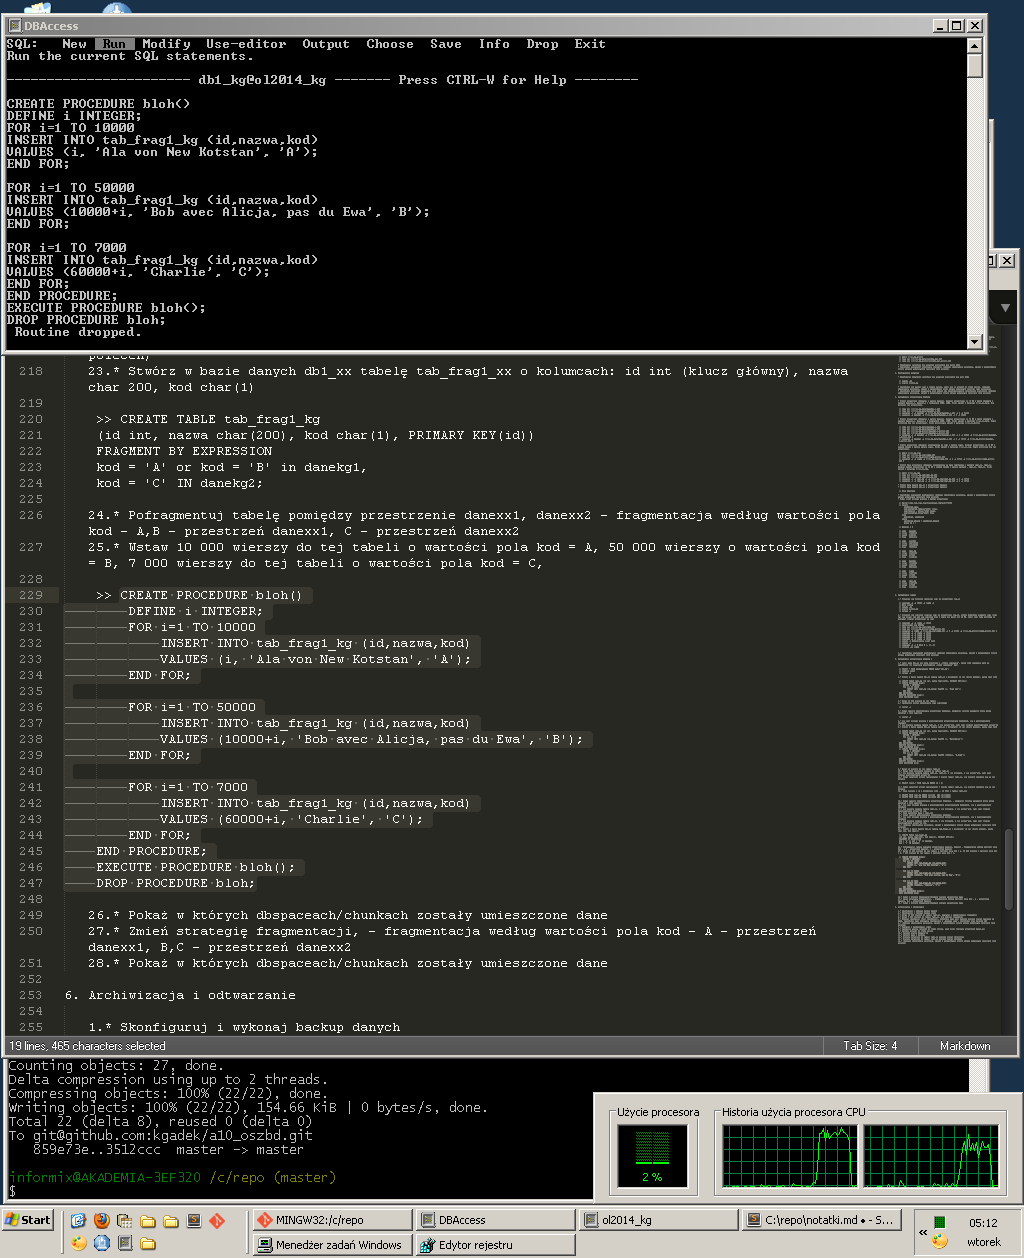 DBAccess
SQL: New Run Modify Use-editor Output Choose Save Info Drop Exit
Run the current SQL statements.
----------------------- db1_kg@ol2014_kg ------- Press CTRL-W for Help --------
CREATE PROCEDURE bloh()
DEFINE i INTEGER;
FOR i=1 TO 10000
INSERT INTO tab_frag1_kg (id,nazwa,kod)
VALUES (i, 'Ala von New Kotstan', 'A');
END FOR;
FOR i=1 TO 50000
INSERT INTO tab_frag1_kg (id,nazwa,kod)
VALUES (10000+i, 'Bob avec Alicja, pas du Ewa', 'B');
END FOR;
FOR i=1 TO 7000
INSERT INTO tab_frag1_kg (id,nazwa,kod)
VALUES (60000+i, 'Charlie', 'C');
END FOR;
END PROCEDURE;
EXECUTE PROCEDURE bloh();
DROP PROCEDURE bloh;
Routine dropped.
218 23.* Stwórz w bazie danych db1_xx tabelę tab_frag1_xx o kolumcach: id int (klucz główny), nazwa
char 200, kod char(1)
219
220 >> CREATE TABLE tab_frag1_kg
221 (id int, nazwa char(200), kod char(1), PRIMARY KEY(id))
222 FRAGMENT BY EXPRESSION
223 kod = 'A' or kod = 'B' in danekg1,
224 kod = 'C' IN danekg2;
225
226 24.* Pofragmentuj tabelę pomiędzy przestrzenie danexx1, danexx2 – fragmentacja według wartości pola
kod - A,B - przestrzeń danexx1, C - przestrzeń danexx2
227 25.* Wstaw 10 000 wierszy do tej tabeli o wartości pola kod = A, 50 000 wierszy o wartości pola kod
= B, 7 000 wierszy do tej tabeli o wartości pola kod = C,
228
229 >> CREATE PROCEDURE bloh()
230 DEFINE i INTEGER;
231 FOR i=1 TO 10000
232 INSERT INTO tab_frag1_kg (id,nazwa,kod)
233 VALUES (i, 'Ala von New Kotstan', 'A');
234 END FOR;
235
236 FOR i=1 TO 50000
237 INSERT INTO tab_frag1_kg (id,nazwa,kod)
238 VALUES (10000+i, 'Bob avec Alicja, pas du Ewa', 'B');
239 END FOR;
240
241 FOR i=1 TO 7000
242 INSERT INTO tab_frag1_kg (id,nazwa,kod)
243 VALUES (60000+i, 'Charlie', 'C');
244 END FOR;
245 END PROCEDURE;
246 EXECUTE PROCEDURE bloh();
247 DROP PROCEDURE bloh;
248
249 26.* Pokaż w których dbspaceach/chunkach zostały umieszczone dane
250 27.* Zmień strategię fragmentacji, – fragmentacja według wartości pola kod – A – przestrzeń
danexx1, B,C – przestrzeń danexx2
251 28.* Pokaż w których dbspaceach/chunkach zostały umieszczone dane
252
253 6. Archiwizacja i odtwarzanie
254
255 1.* Skonfiguruj i wykonaj backup danych
19 lines, 465 characters selected Tab Size: 4 Markdown
Counting objects: 27, done.
Delta compression using up to 2 threads.
Compressing objects: 100% (22/22), done.
Writing objects: 100% (22/22), 154.66 KiB | 0 bytes/s, done.
Total 22 (delta 8), reused 0 (delta 0)
To git@github.com:kgadek/a10_oszbd.git
859e73e..3512ccc master -> master
informix@AKADEMIA-3EF320 /c/repo (master)
$
Użycie procesora
2 %
Historia użycia procesora CPU
Start
MINGW32:/c/repo
DBAccess
ol2014_kg
C:\repo\notatki.md • - S...
Menedżer zadań Windows
Edytor rejestru
05:12
wtorek